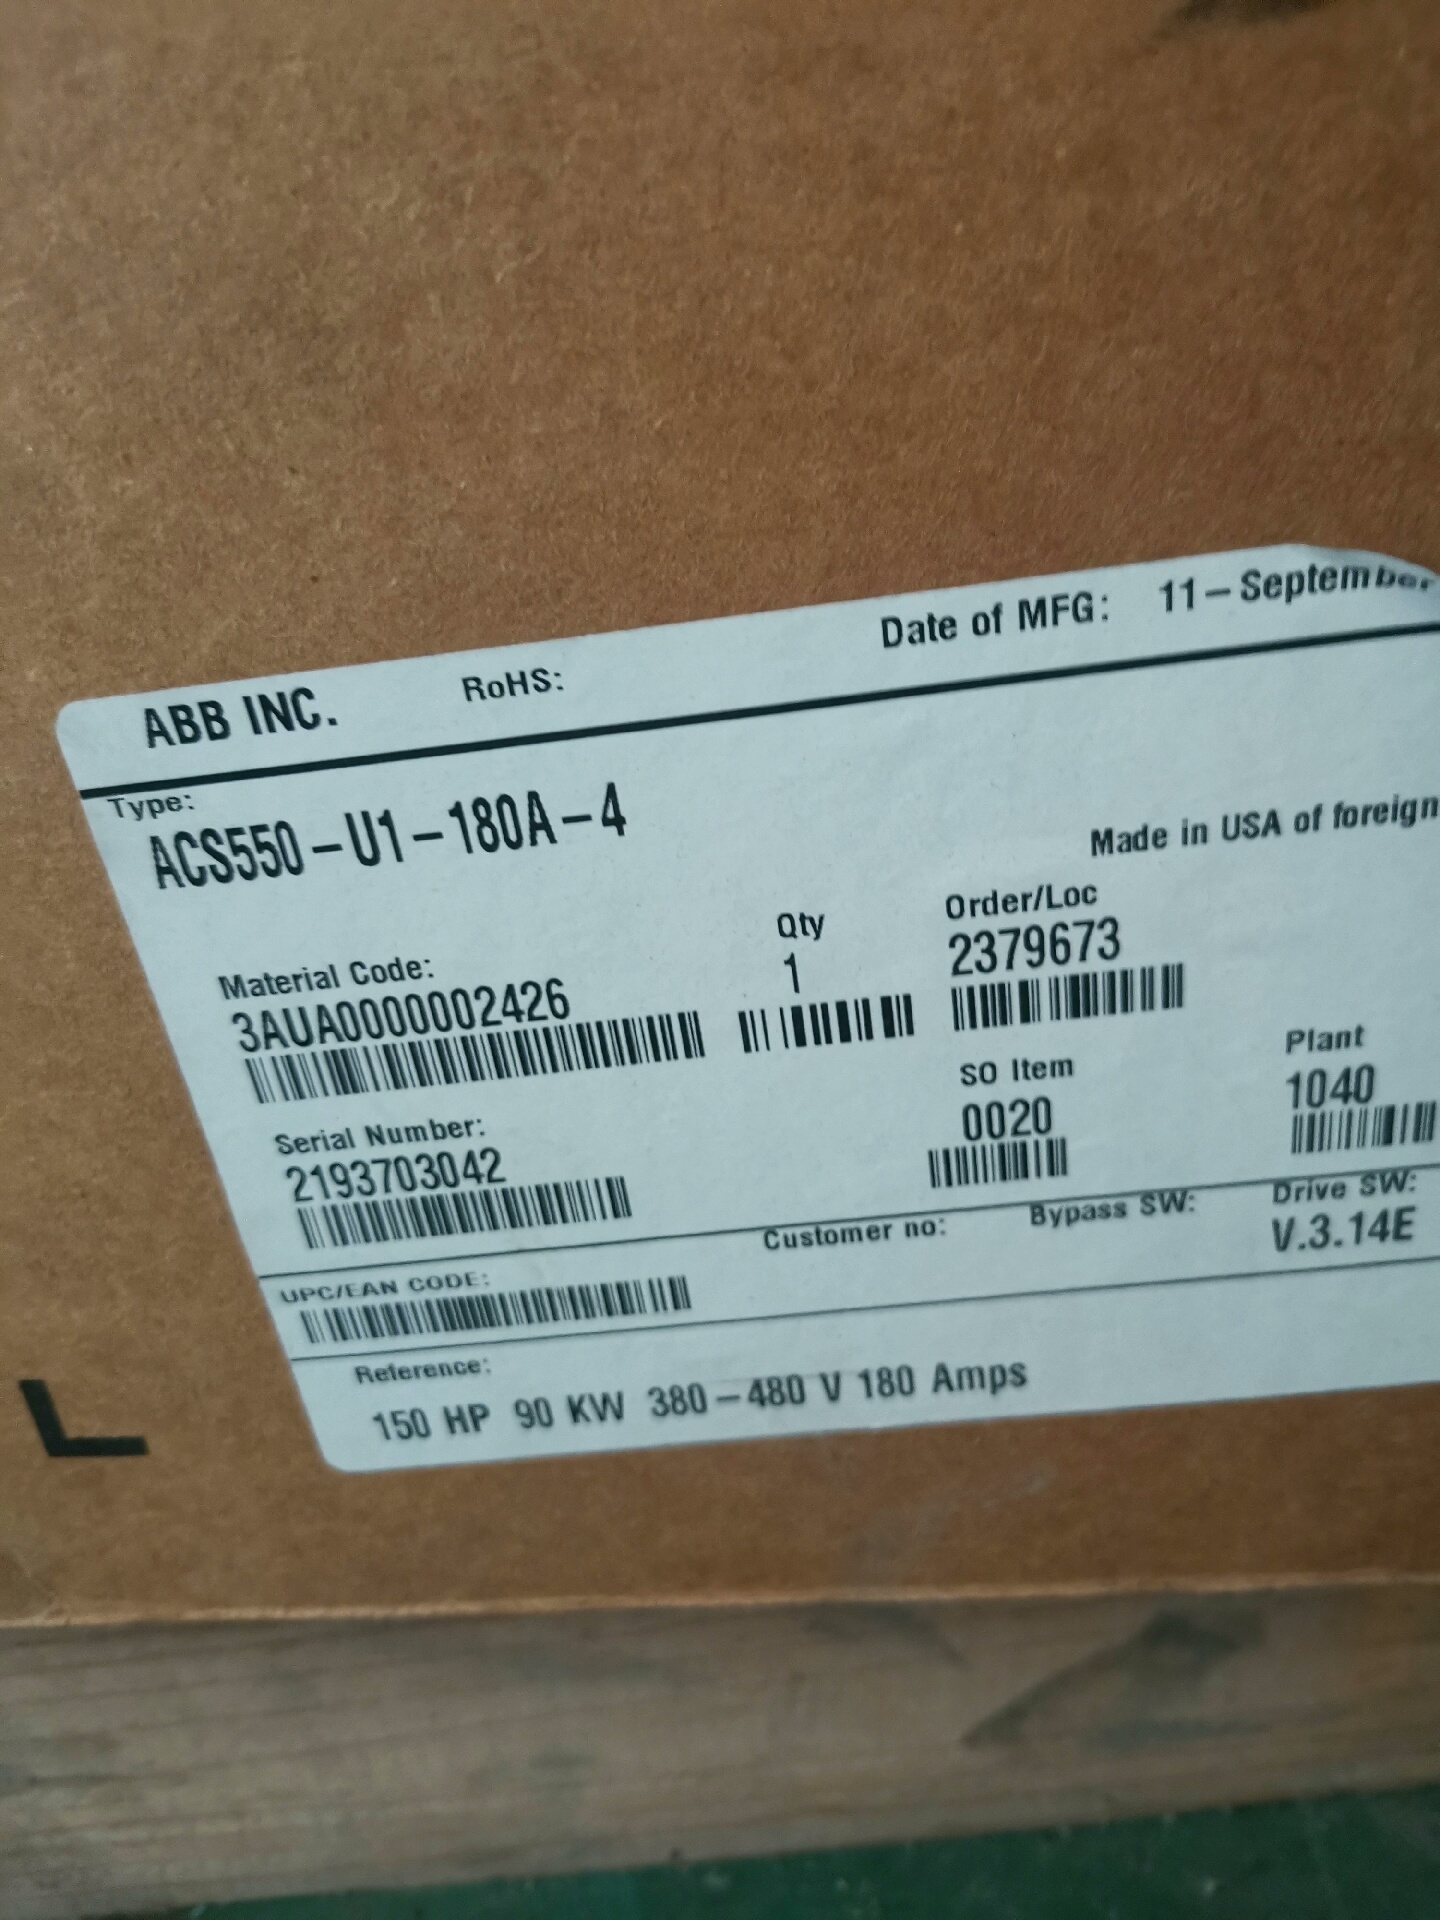 ABB INC. RoHS: Date of MFG: 11-September
Type:
ACS550-U1-180A-4
Made in USA of foreign
Material Code: Qty Order/Loc
3AUA0000002426 1 2379673
SO Item Plant
0020 1040
Serial Number:
2193703042
Customer no: Bypass SW: Drive SW:
V.3.14E
UPC/EAN CODE:
Reference:
150 HP 90 KW 380-480 V 180 Amps
L